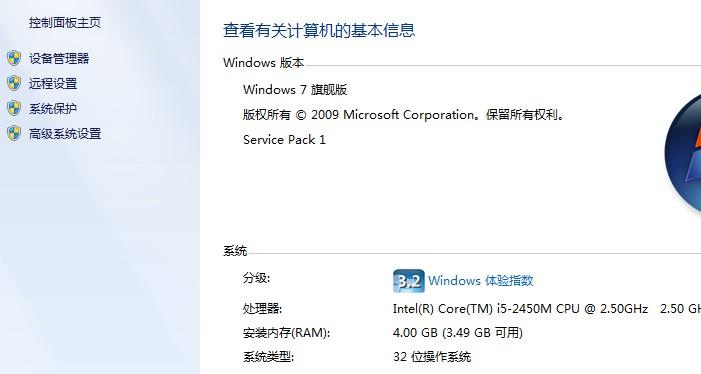 控制面板主页
设备管理器
远程设置
系统保护
高级系统设置
查看有关计算机的基本信息
Windows 版本
Windows 7 旗舰版
版权所有 © 2009 Microsoft Corporation。保留所有权利。
Service Pack 1
系统
分级: 3.2 Windows 体验指数
处理器: Intel(R) Core(TM) i5-2450M CPU @ 2.50GHz 2.50 GH
安装内存(RAM): 4.00 GB (3.49 GB 可用)
系统类型: 32 位操作系统